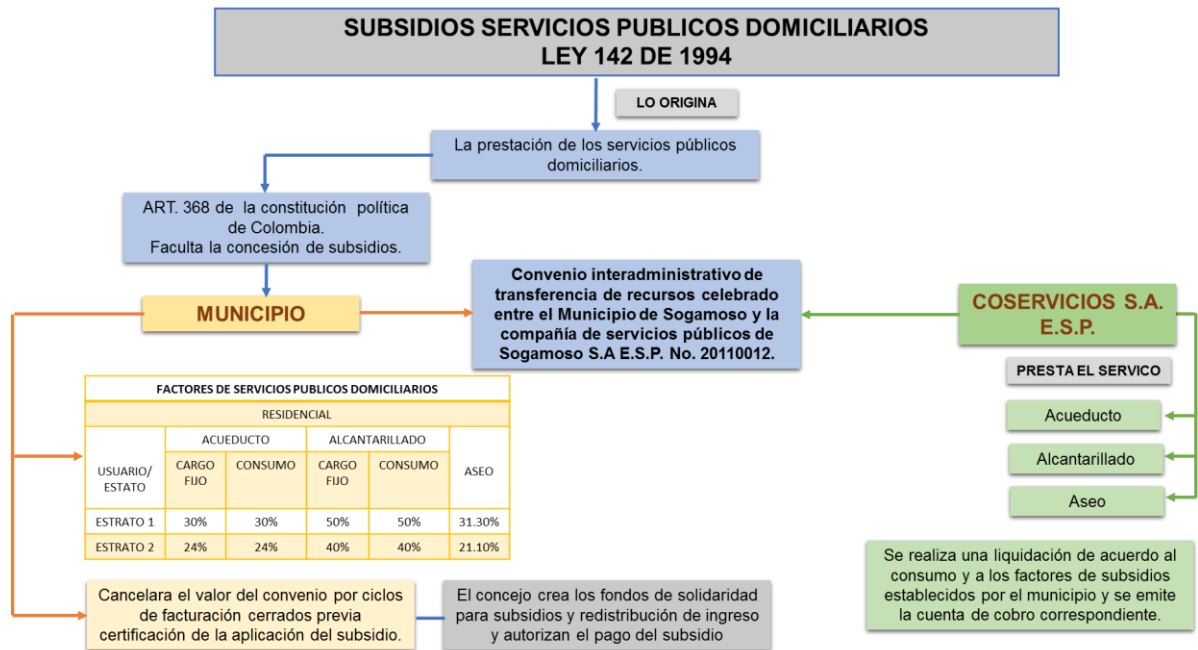 SUBSIDIOS SERVICIOS PUBLICOS DOMICILIARIOS
LEY 142 DE 1994
LO ORIGINA
La prestación de los servicios públicos
domiciliarios.
ART. 368 de la constitución política
de Colombia.
Faculta la concesión de subsidios.
MUNICIPIO
Convenio interadministrativo de
transferencia de recursos celebrado
entre el Municipio de Sogamoso y la
compañía de servicios públicos de
Sogamoso S.A E.S.P. No. 20110012.
COSERVICIOS S.A.
E.S.P.
PRESTA EL SERVICO
Acueducto
Alcantarillado
Aseo
FACTORES DE SERVICIOS PUBLICOS DOMICILIARIOS
RESIDENCIAL
USUARIO/
ESTATO
ACUEDUCTO
ALCANTARILLADO
ASEO
CARGO
FIJO
CONSUMO
CARGO
FIJO
CONSUMO
ESTRATO 1 30% 30% 50% 50% 31.30%
ESTRATO 2 24% 24% 40% 40% 21.10%
Cancelara el valor del convenio por ciclos
de facturación cerrados previa
certificación de la aplicación del subsidio.
El concejo crea los fondos de solidaridad
para subsidios y redistribución de ingreso
y autorizan el pago del subsidio
Se realiza una liquidación de acuerdo al
consumo y a los factores de subsidios
establecidos por el municipio y se emite
la cuenta de cobro correspondiente.